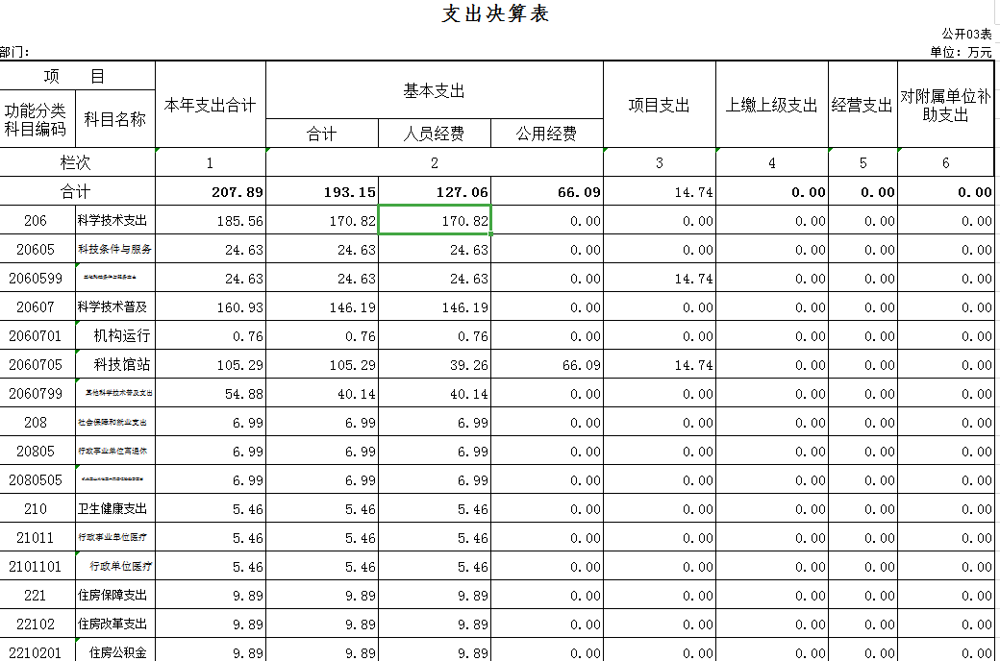 支出决算表
公开03表
部门：
单位：万元
项 目 本年支出合计 基本支出 项目支出 上缴上级支出 经营支出 对附属单位补助支出
功能分类科目编码 科目名称 合计 人员经费 公用经费
栏次 1 2 3 4 5 6
合计 207.89 193.15 127.06 66.09 14.74 0.00 0.00 0.00
206 科学技术支出 185.56 170.82 170.82 0.00 0.00 0.00 0.00 0.00
20605 科技条件与服务 24.63 24.63 24.63 0.00 0.00 0.00 0.00 0.00
2060599 其他科技条件与服务支出 24.63 24.63 24.63 0.00 14.74 0.00 0.00 0.00
20607 科学技术普及 160.93 146.19 146.19 0.00 0.00 0.00 0.00 0.00
2060701 机构运行 0.76 0.76 0.76 0.00 0.00 0.00 0.00 0.00
2060705 科技馆站 105.29 105.29 39.26 66.09 14.74 0.00 0.00 0.00
2060799 其他科学技术普及支出 54.88 40.14 40.14 0.00 0.00 0.00 0.00 0.00
208 社会保障和就业支出 6.99 6.99 6.99 0.00 0.00 0.00 0.00 0.00
20805 行政事业单位离退休 6.99 6.99 6.99 0.00 0.00 0.00 0.00 0.00
2080505 6.99 6.99 6.99 0.00 0.00 0.00 0.00 0.00
210 卫生健康支出 5.46 5.46 5.46 0.00 0.00 0.00 0.00 0.00
21011 行政事业单位医疗 5.46 5.46 5.46 0.00 0.00 0.00 0.00 0.00
2101101 行政单位医疗 5.46 5.46 5.46 0.00 0.00 0.00 0.00 0.00
221 住房保障支出 9.89 9.89 9.89 0.00 0.00 0.00 0.00 0.00
22102 住房改革支出 9.89 9.89 9.89 0.00 0.00 0.00 0.00 0.00
2210201 住房公积金 9.89 9.89 9.89 0.00 0.00 0.00 0.00 0.00